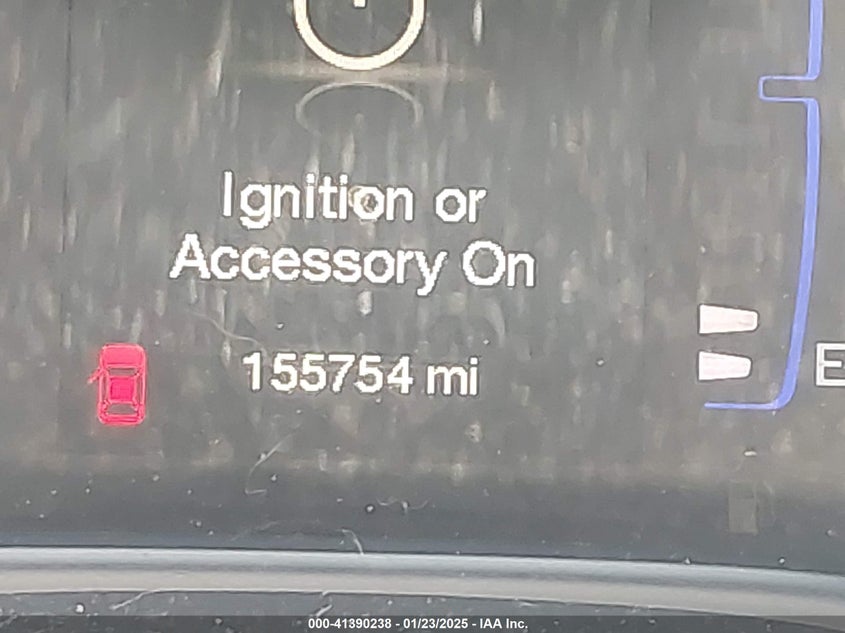 Ignition or
Accessory On
155754 mi
E
000-41390238 - 01/23/2025 - IAA Inc.